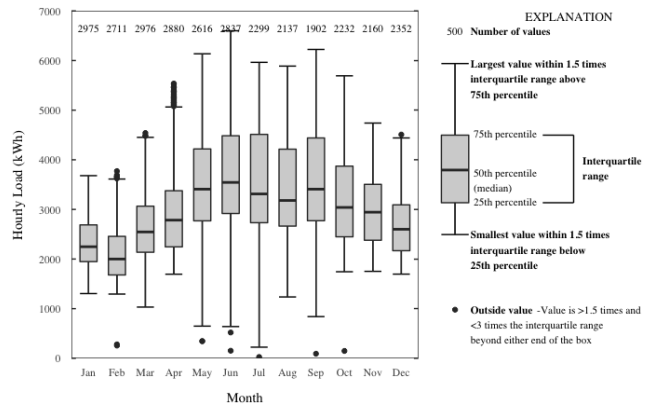 EXPLANATION
7000
2975 2711 2976 2880 2616 2837 2299 2137 1902 2232 2160 2352
500 Number of values
6000
Largest value within 1.5 times
interquartile range above
75th percentile
5000
75th percentile
4000
Interquartile
range
50th percentile
(median)
3000
25th percentile
Smallest value within 1.5 times
interquartile range below
25th percentile
2000
1000
Outside value -Value is >1.5 times and
<3 times the interquartile range
beyond either end of the box
0
Hourly Load (kWh)
Jan Feb Mar Apr May Jun Jul Aug Sep Oct Nov Dec
Month